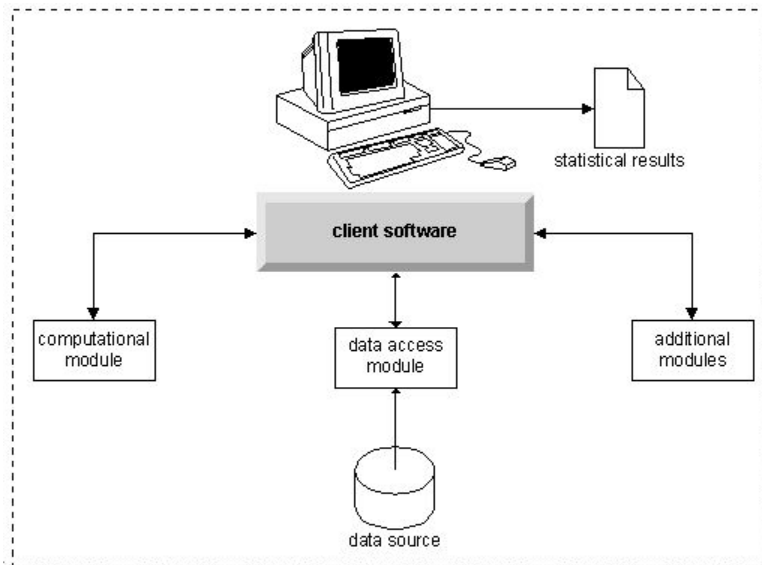 statistical results
client software
computational
module
data access
module
additional
modules
data source